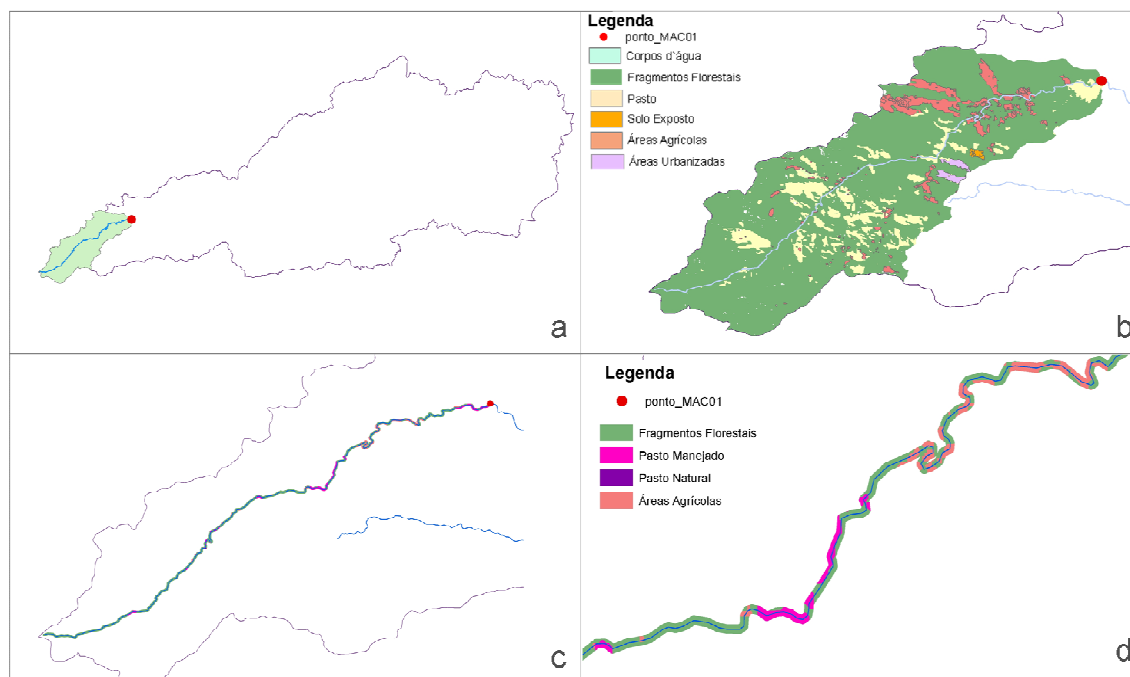 a
Legenda
ponto_MAC01
Corpos d'água
Fragmentos Florestais
Pasto
Solo Exposto
Áreas Agrícolas
Áreas Urbanizadas
b
c
Legenda
ponto_MAC01
Fragmentos Florestais
Pasto Manejado
Pasto Natural
Áreas Agrícolas
d